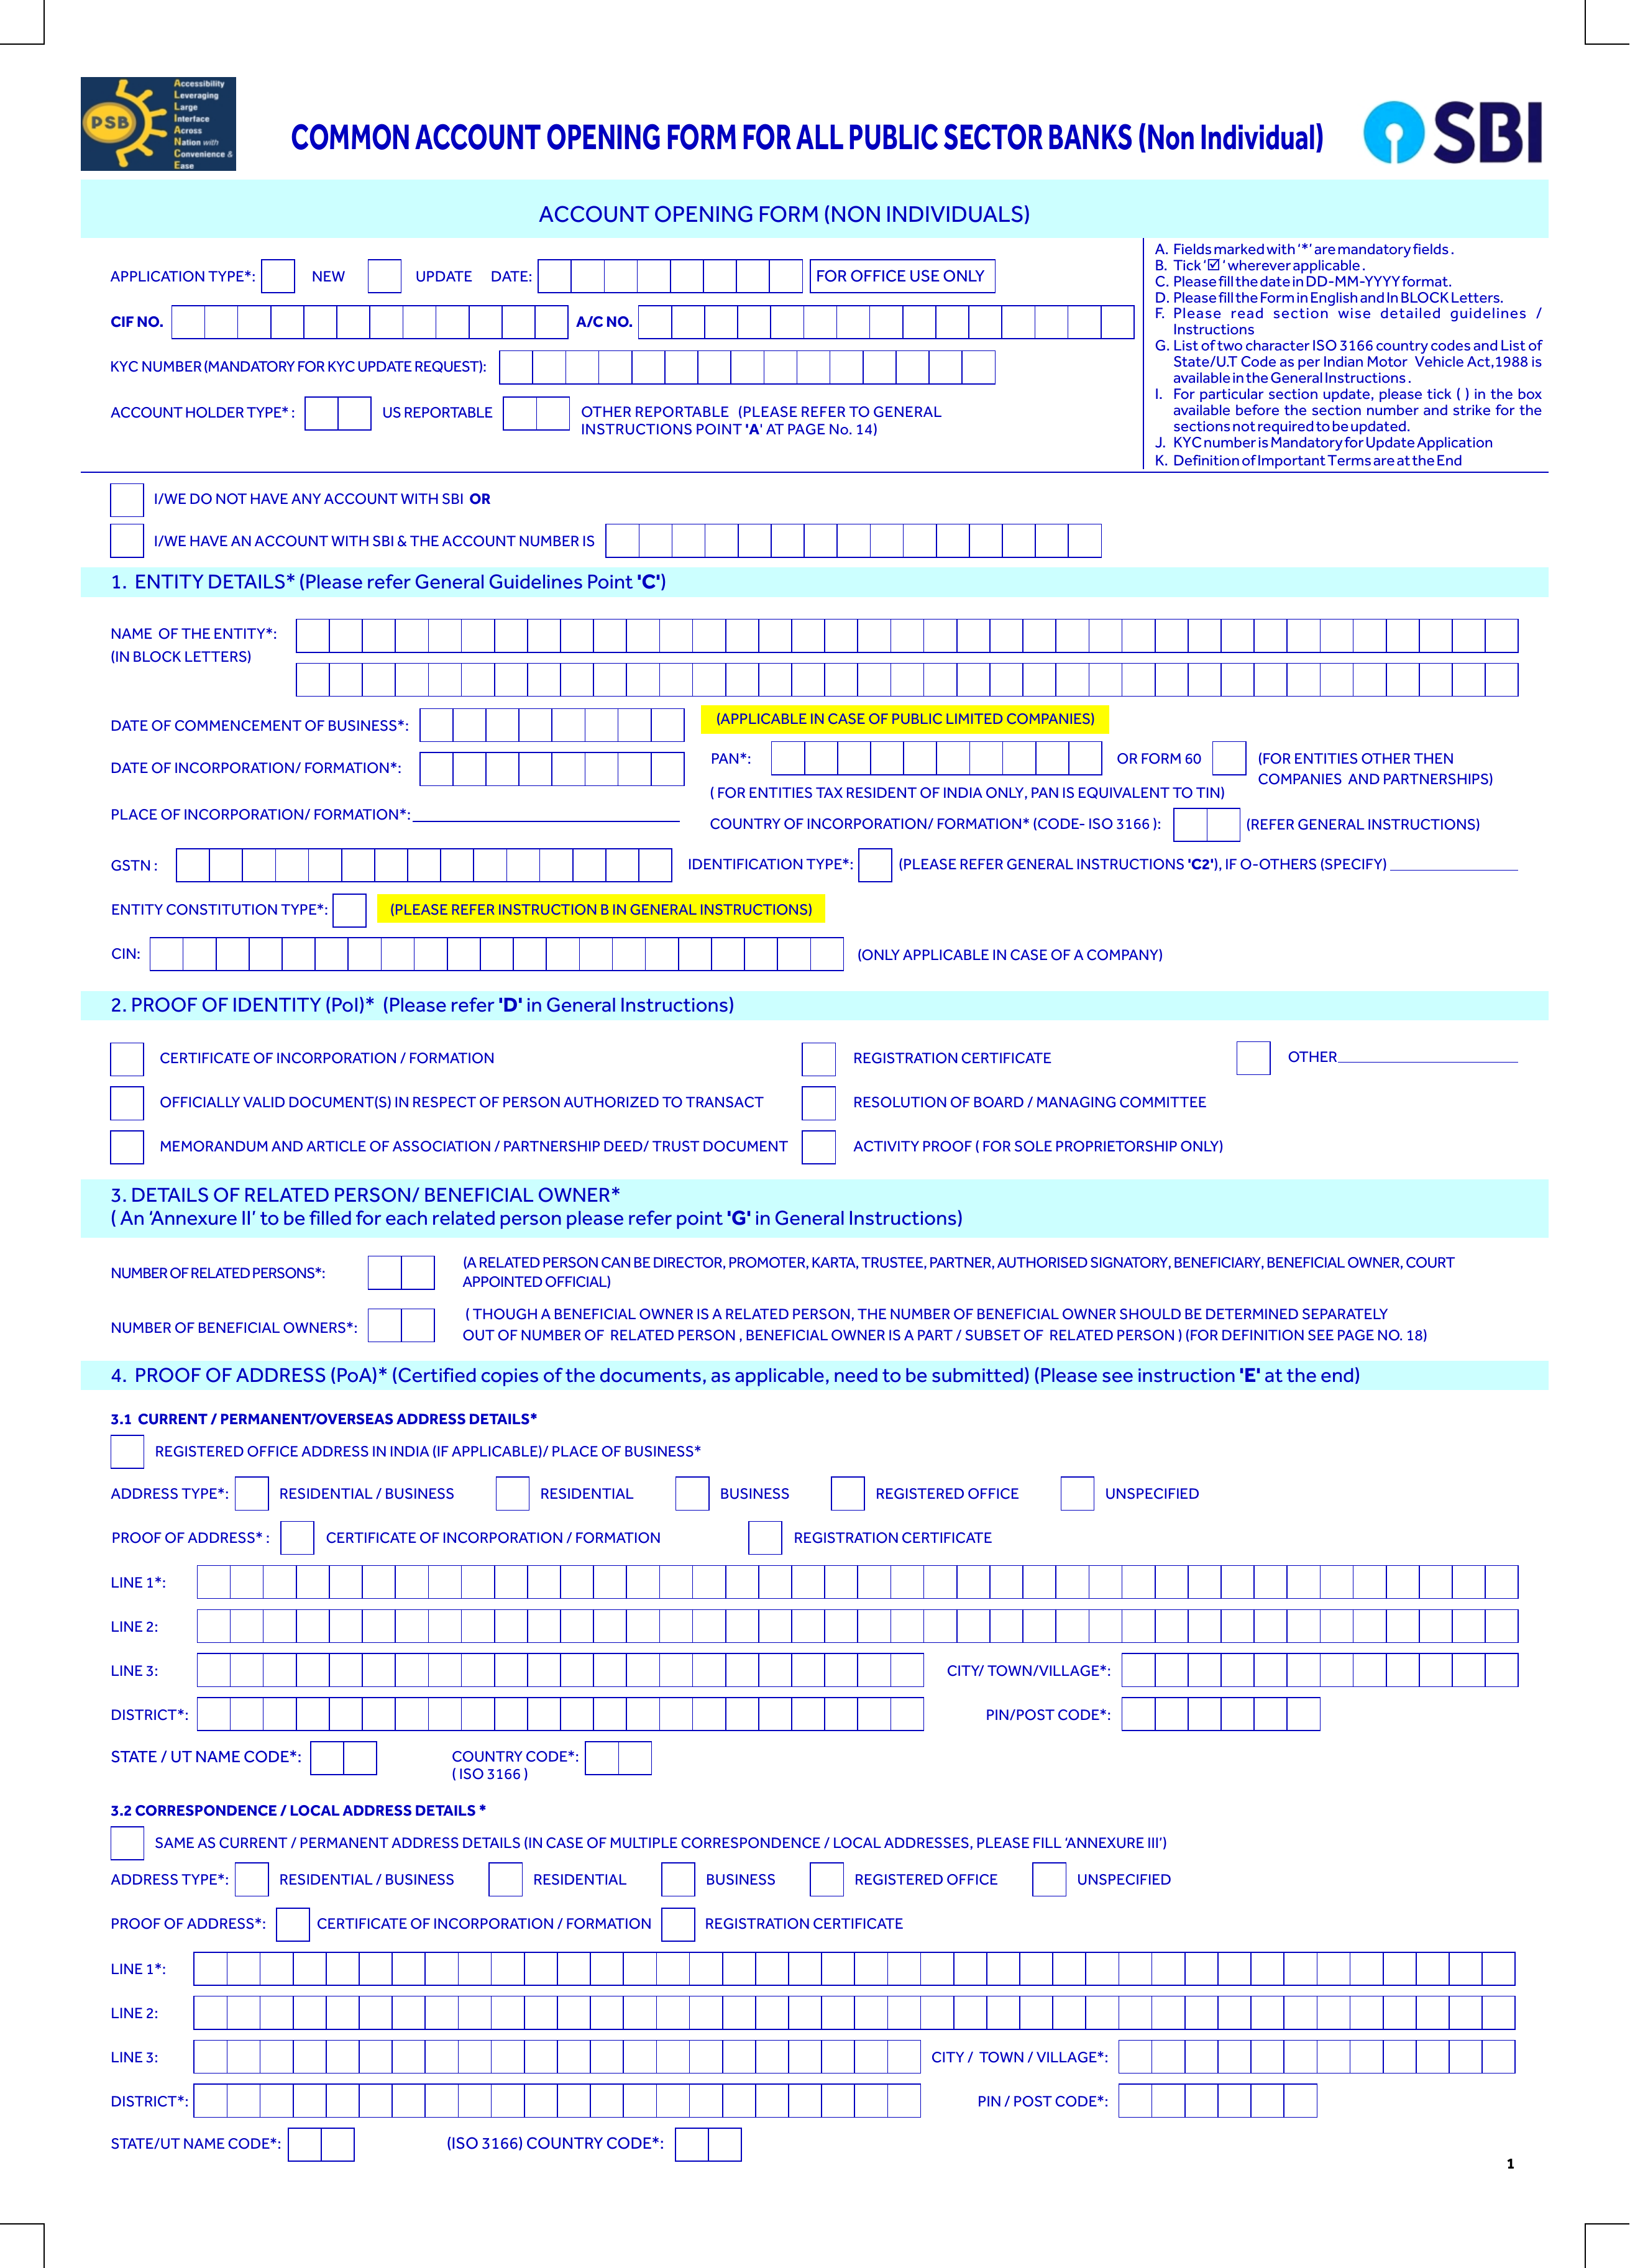 Accessibility
Leveraging
Large
Interface
Across
Nation with
Convenience &
Ease
PSB
COMMON ACCOUNT OPENING FORM FOR ALL PUBLIC SECTOR BANKS (Non Individual)
SBI
ACCOUNT OPENING FORM (NON INDIVIDUALS)
APPLICATION TYPE*: NEW UPDATE DATE: FOR OFFICE USE ONLY
CIF NO. A/C NO.
KYC NUMBER (MANDATORY FOR KYC UPDATE REQUEST):
ACCOUNT HOLDER TYPE* : US REPORTABLE OTHER REPORTABLE (PLEASE REFER TO GENERAL
INSTRUCTIONS POINT 'A' AT PAGE No. 14)
A. Fields marked with '*' are mandatory fields .
B. Tick '☑' wherever applicable .
C. Please fill the date in DD-MM-YYYY format.
D. Please fill the Form in English and In BLOCK Letters.
F. Please read section wise detailed guidelines /
Instructions
G. List of two character ISO 3166 country codes and List of
State/U.T Code as per Indian Motor Vehicle Act,1988 is
available in the General Instructions .
I. For particular section update, please tick ( ) in the box
available before the section number and strike for the
sections not required to be updated.
J. KYC number is Mandatory for Update Application
K. Definition of Important Terms are at the End
I/WE DO NOT HAVE ANY ACCOUNT WITH SBI OR
I/WE HAVE AN ACCOUNT WITH SBI & THE ACCOUNT NUMBER IS
1. ENTITY DETAILS* (Please refer General Guidelines Point 'C')
NAME OF THE ENTITY*:
(IN BLOCK LETTERS)
DATE OF COMMENCEMENT OF BUSINESS*: (APPLICABLE IN CASE OF PUBLIC LIMITED COMPANIES)
DATE OF INCORPORATION/ FORMATION*: PAN*: OR FORM 60 (FOR ENTITIES OTHER THEN
COMPANIES AND PARTNERSHIPS)
( FOR ENTITIES TAX RESIDENT OF INDIA ONLY, PAN IS EQUIVALENT TO TIN)
PLACE OF INCORPORATION/ FORMATION*: COUNTRY OF INCORPORATION/ FORMATION* (CODE- ISO 3166 ): (REFER GENERAL INSTRUCTIONS)
GSTN : IDENTIFICATION TYPE*: (PLEASE REFER GENERAL INSTRUCTIONS 'C2'), IF O-OTHERS (SPECIFY)
ENTITY CONSTITUTION TYPE*: (PLEASE REFER INSTRUCTION B IN GENERAL INSTRUCTIONS)
CIN: (ONLY APPLICABLE IN CASE OF A COMPANY)
2. PROOF OF IDENTITY (PoI)* (Please refer 'D' in General Instructions)
CERTIFICATE OF INCORPORATION / FORMATION REGISTRATION CERTIFICATE OTHER
OFFICIALLY VALID DOCUMENT(S) IN RESPECT OF PERSON AUTHORIZED TO TRANSACT RESOLUTION OF BOARD / MANAGING COMMITTEE
MEMORANDUM AND ARTICLE OF ASSOCIATION / PARTNERSHIP DEED/ TRUST DOCUMENT ACTIVITY PROOF ( FOR SOLE PROPRIETORSHIP ONLY)
3. DETAILS OF RELATED PERSON/ BENEFICIAL OWNER*
( An 'Annexure II' to be filled for each related person please refer point 'G' in General Instructions)
NUMBER OF RELATED PERSONS*: (A RELATED PERSON CAN BE DIRECTOR, PROMOTER, KARTA, TRUSTEE, PARTNER, AUTHORISED SIGNATORY, BENEFICIARY, BENEFICIAL OWNER, COURT
APPOINTED OFFICIAL)
NUMBER OF BENEFICIAL OWNERS*: ( THOUGH A BENEFICIAL OWNER IS A RELATED PERSON, THE NUMBER OF BENEFICIAL OWNER SHOULD BE DETERMINED SEPARATELY
OUT OF NUMBER OF RELATED PERSON , BENEFICIAL OWNER IS A PART / SUBSET OF RELATED PERSON ) (FOR DEFINITION SEE PAGE NO. 18)
4. PROOF OF ADDRESS (PoA)* (Certified copies of the documents, as applicable, need to be submitted) (Please see instruction 'E' at the end)
3.1 CURRENT / PERMANENT/OVERSEAS ADDRESS DETAILS*
REGISTERED OFFICE ADDRESS IN INDIA (IF APPLICABLE)/ PLACE OF BUSINESS*
ADDRESS TYPE*: RESIDENTIAL / BUSINESS RESIDENTIAL BUSINESS REGISTERED OFFICE UNSPECIFIED
PROOF OF ADDRESS* : CERTIFICATE OF INCORPORATION / FORMATION REGISTRATION CERTIFICATE
LINE 1*:
LINE 2:
LINE 3: CITY/ TOWN/VILLAGE*:
DISTRICT*: PIN/POST CODE*:
STATE / UT NAME CODE*: COUNTRY CODE*:
( ISO 3166 )
3.2 CORRESPONDENCE / LOCAL ADDRESS DETAILS *
SAME AS CURRENT / PERMANENT ADDRESS DETAILS (IN CASE OF MULTIPLE CORRESPONDENCE / LOCAL ADDRESSES, PLEASE FILL 'ANNEXURE III')
ADDRESS TYPE*: RESIDENTIAL / BUSINESS RESIDENTIAL BUSINESS REGISTERED OFFICE UNSPECIFIED
PROOF OF ADDRESS*: CERTIFICATE OF INCORPORATION / FORMATION REGISTRATION CERTIFICATE
LINE 1*:
LINE 2:
LINE 3: CITY / TOWN / VILLAGE*:
DISTRICT*: PIN / POST CODE*:
STATE/UT NAME CODE*: (ISO 3166) COUNTRY CODE*:
1